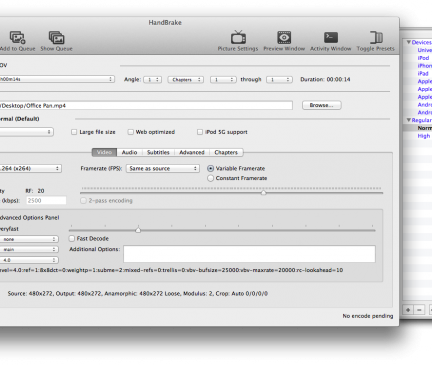 HandBrake
Add to Queue Show Queue Picture Settings Preview Window Activity Window Toggle Presets
OV
h00m14s Angle: 1 Chapters 1 through 1 Duration: 00:00:14
/Desktop/Office Pan.mp4 Browse...
ormal (Default)
Large file size Web optimized iPod 5G support
Video Audio Subtitles Advanced Chapters
.264 (x264) Framerate (FPS): Same as source Variable Framerate
Constant Framerate
ty RF: 20
(kbps): 2500 2-pass encoding
dvanced Options Panel
eryfast
none Fast Decode
main Additional Options:
4.0
evel=4.0:ref=1:8x8dct=0:weightp=1:subme=2:mixed-refs=0:trellis=0:vbv-bufsize=25000:vbv-maxrate=20000:rc-lookahead=10
Source: 480x272, Output: 480x272, Anamorphic: 480x272 Loose, Modulus: 2, Crop: Auto 0/0/0/0
No encode pending
Devices
Unive
iPod
iPhon
iPad
Apple
Apple
Apple
Andro
Andro
Regular
Norm
High